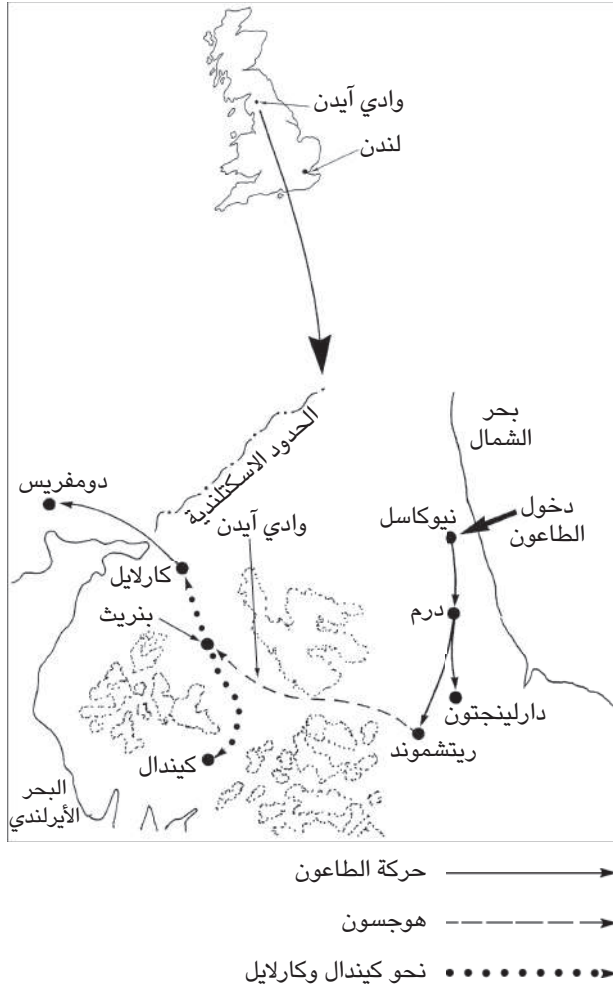 وادي آيدن
لندن
بحر
الشمال
الحدود الاسكتلندية
دومفريس
دخول
الطاعون
نيوكاسل
وادي آيدن
كارلايل
درم
بنريث
دارلينجتون
ريتشموند
كيندال
البحر
الأيرلندي
حركة الطاعون
هوجسون
نحو كيندال وكارلايل